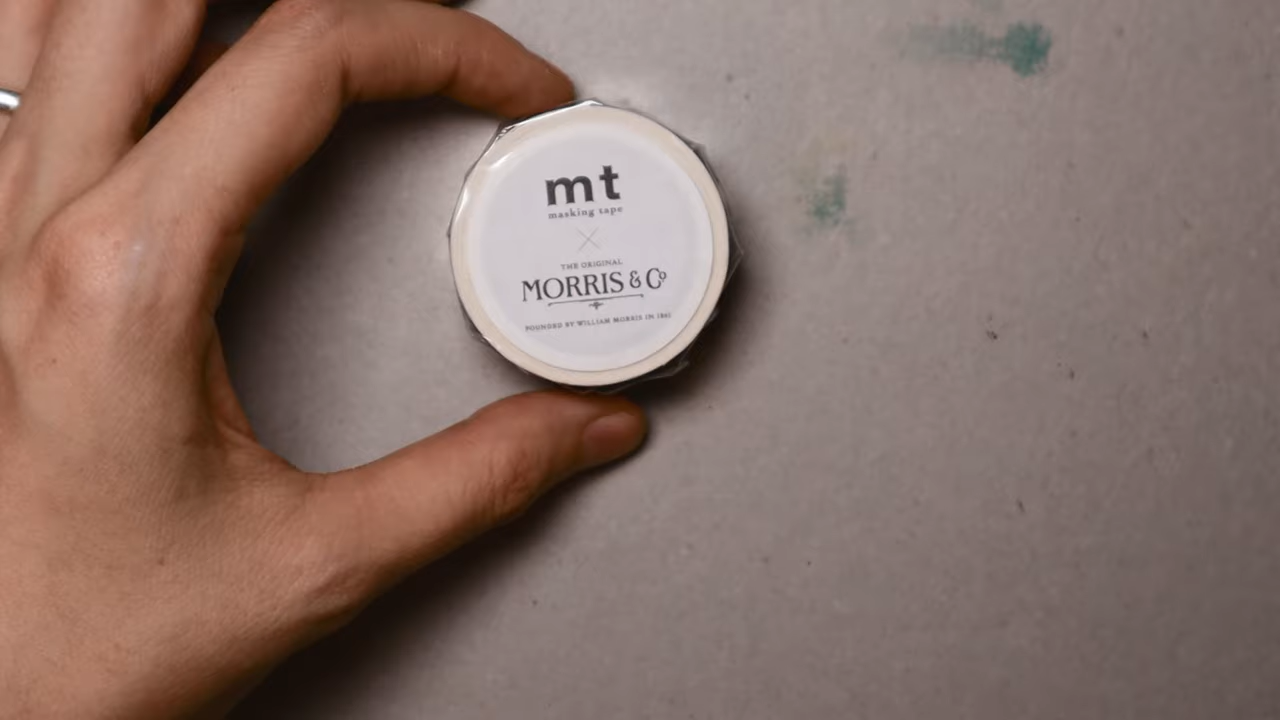 mt
masking tape
×
THE ORIGINAL
MORRIS & Co
FOUNDED BY WILLIAM MORRIS IN 1861